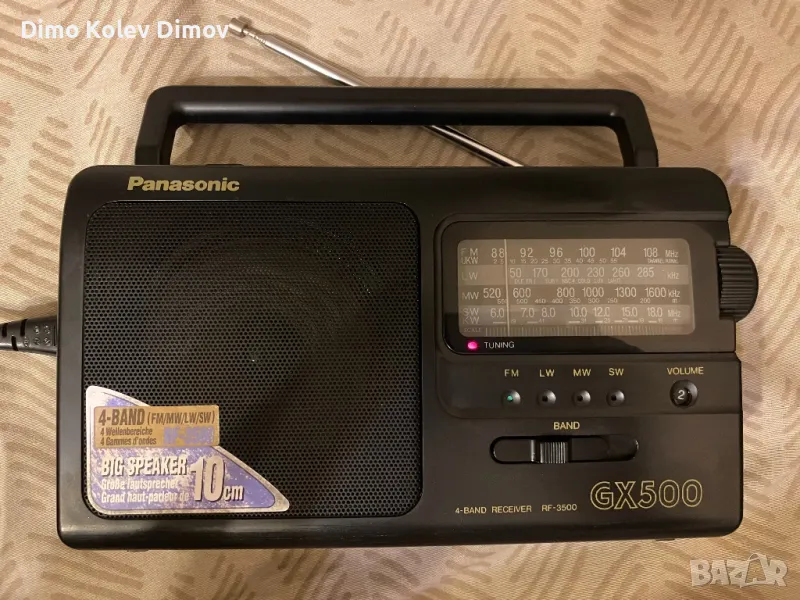 Dimo Kolev Dimov
Panasonic
FM 88 92 96 100 104 108 MHz
UKW
LW 150 170 200 230 260 285 kHz
MW 520 600 800 1000 1300 1600 kHz
SW 6.0 7.0 8.0 10.0 12.0 15.0 18.0 MHz
TUNING
FM LW MW SW VOLUME
2
BAND
4-BAND (FM/MW/LW/SW)
4 Wellenbereiche
4 Gammes d'ondes
BIG SPEAKER
Große lautsprecher
Grand haut-parleur de
10cm
4-BAND RECEIVER RF-3500 GX500
BAZAR